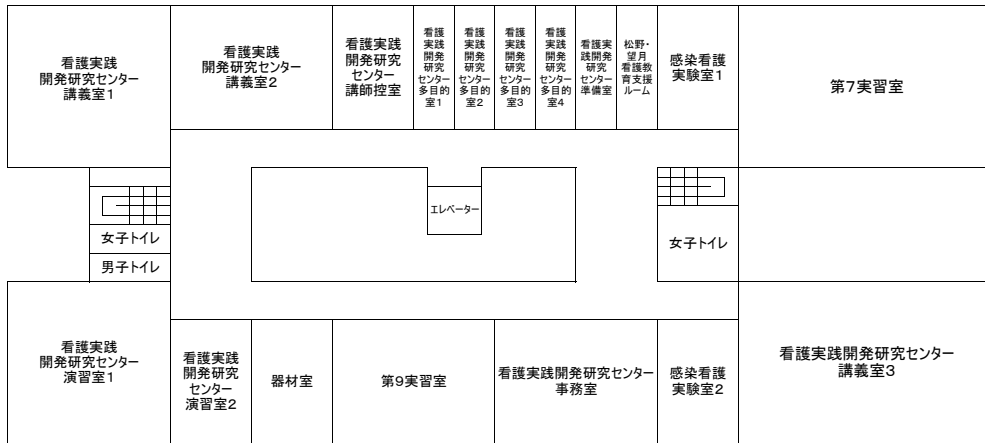 看護実践
開発研究センター
講義室1
看護実践
開発研究センター
講義室2
看護実践
開発研究
センター
講師控室
看護
実践
開発
研究
センター
多目的
室1
看護
実践
開発
研究
センター
多目的
室2
看護
実践
開発
研究
センター
多目的
室3
看護
実践
開発
研究
センター
多目的
室4
看護実
践開発
研究
センター
準備室
松野・
望月
看護教
育支援
ルーム
感染看護
実験室1
第7実習室
エレベーター
女子トイレ
男子トイレ
女子トイレ
看護実践
開発研究センター
演習室1
看護実践
開発研究
センター
演習室2
器材室
第9実習室
看護実践開発研究センター
事務室
感染看護
実験室2
看護実践開発研究センター
講義室3